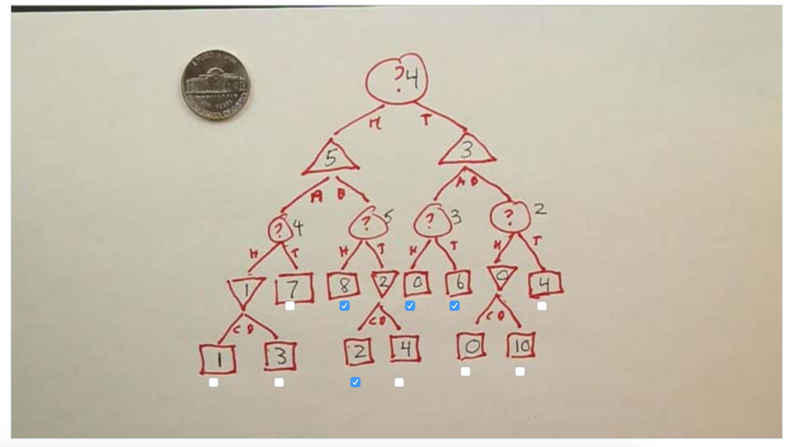 ? 4
H T
5 3
A B A B
? 4 ? 5 ? 3 ? 2
H T H T H T H T
1 7 8 2 0 6 0 4
C D C D C D
1 3 2 4 0 10